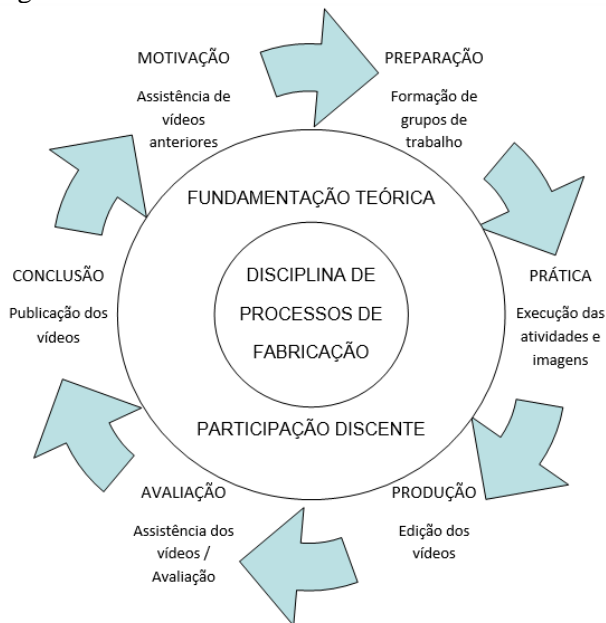 MOTIVAÇÃO
Assistência de
vídeos
anteriores
PREPARAÇÃO
Formação de
grupos de
trabalho
PRÁTICA
Execução das
atividades e
imagens
PRODUÇÃO
Edição dos
vídeos
AVALIAÇÃO
Assistência dos
vídeos /
Avaliação
CONCLUSÃO
Publicação dos
vídeos
FUNDAMENTAÇÃO TEÓRICA
DISCIPLINA DE
PROCESSOS DE
FABRICAÇÃO
PARTICIPAÇÃO DISCENTE